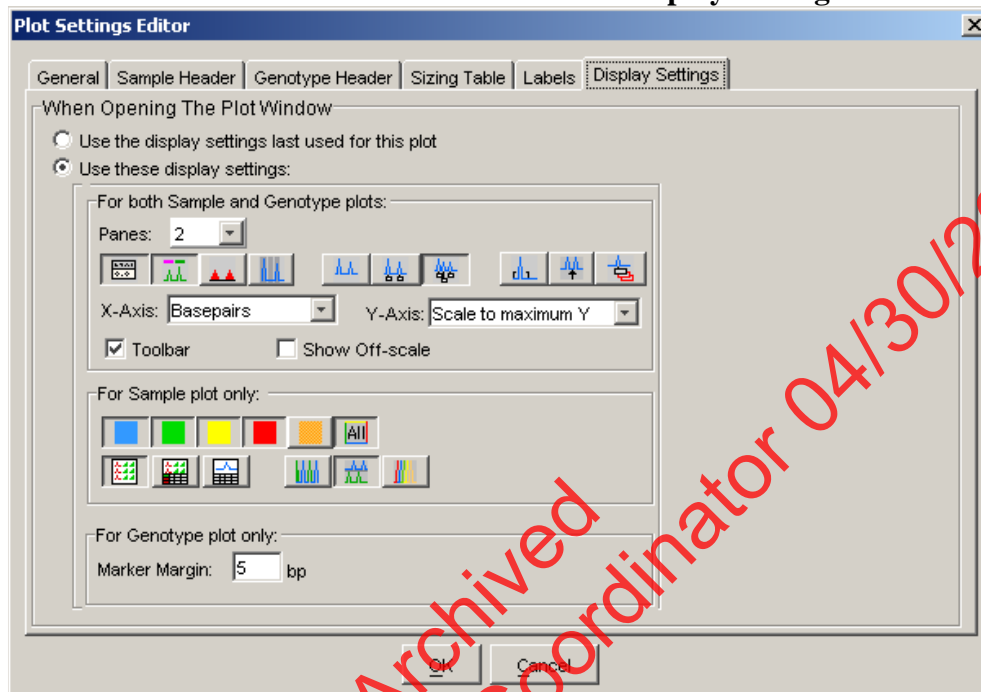 Plot Settings Editor
General Sample Header Genotype Header Sizing Table Labels Display Settings
When Opening The Plot Window
Use the display settings last used for this plot
Use these display settings:
For both Sample and Genotype plots:
Panes: 2
X-Axis: Basepairs Y-Axis: Scale to maximum Y
Toolbar Show Off-scale
For Sample plot only:
All
For Genotype plot only:
Marker Margin: 5 bp
OK Cancel
Archived
oordinator 04/30/2